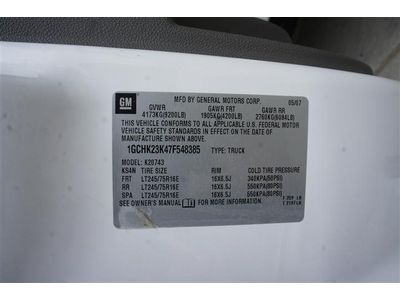 GM
MFD BY GENERAL MOTORS CORP. 05/07
GVWR GAWR FRT GAWR RR
4173KG(9200LB) 1905KG(4200LB) 2760KG(6084LB)
THIS VEHICLE CONFORMS TO ALL APPLICABLE U.S. FEDERAL
MOTOR VEHICLE SAFETY STANDARDS IN EFFECT ON THE DATE OF
MANUFACTURE SHOWN ABOVE.
1GCHK23K47F548385 TYPE: TRUCK
MODEL: K20743
KS4N TIRE SIZE RIM COLD TIRE PRESSURE
FRT LT245/75R16E 16X6.5J 340KPA(50PSI)
RR LT245/75R16E 16X6.5J 550KPA(80PSI)
SPA LT245/75R16E 16X6.5J 550KPA(80PSI)
SEE OWNER'S MANUAL FOR MORE INFORMATION